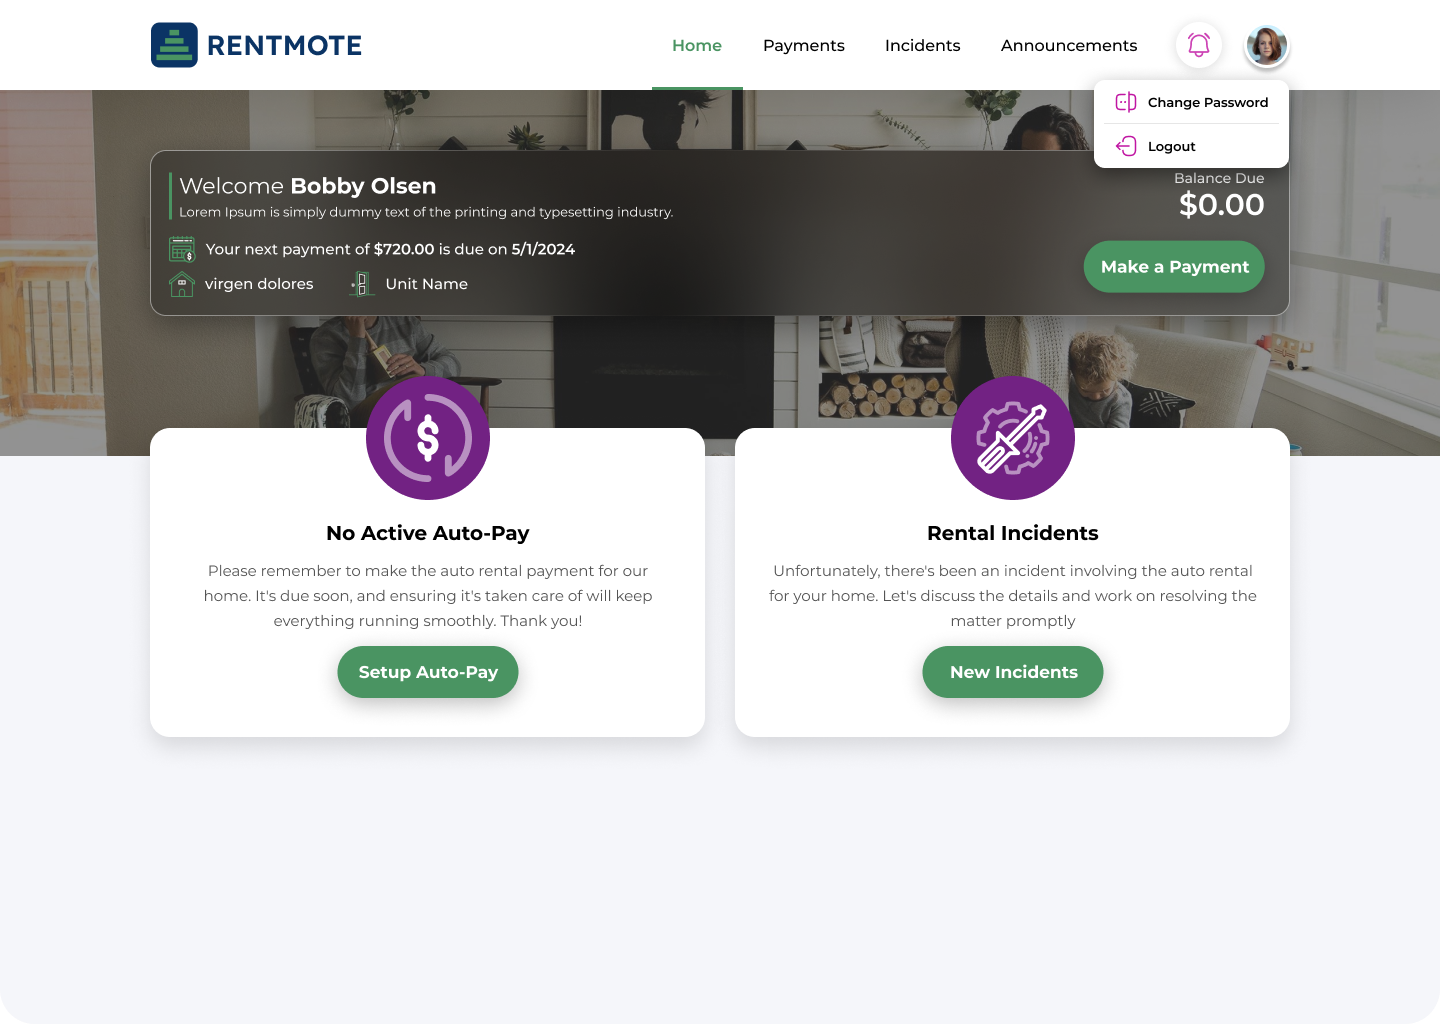 RENTMOTE
Home
Payments
Incidents
Announcements
Change Password
Logout
Welcome Bobby Olsen
Lorem Ipsum is simply dummy text of the printing and typesetting industry.
Your next payment of $720.00 is due on 5/1/2024
virgen dolores
Unit Name
Balance Due
$0.00
Make a Payment
No Active Auto-Pay
Please remember to make the auto rental payment for our
home. It's due soon, and ensuring it's taken care of will keep
everything running smoothly. Thank you!
Setup Auto-Pay
Rental Incidents
Unfortunately, there's been an incident involving the auto rental
for your home. Let's discuss the details and work on resolving the
matter promptly
New Incidents